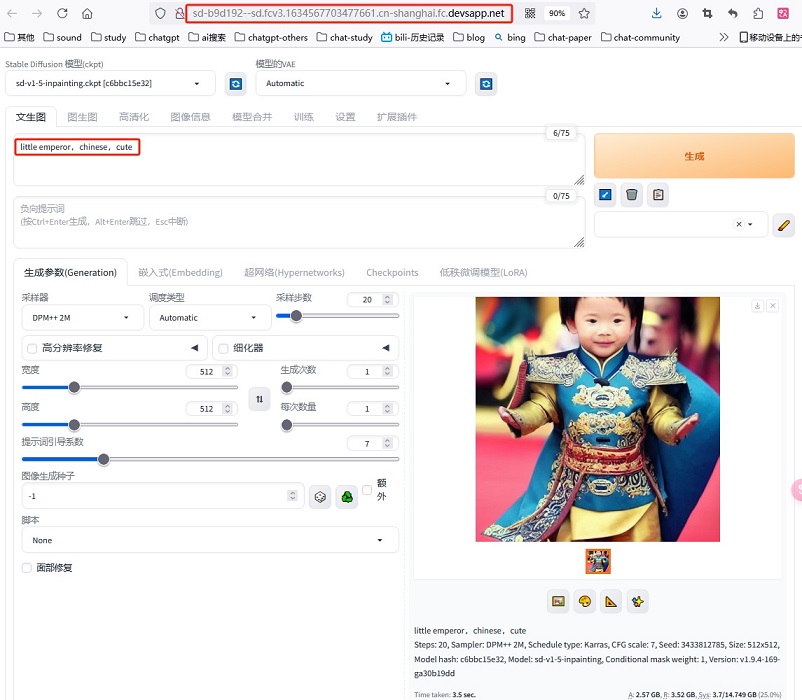 sd-b9d192--sd.fcv3.1634567703477661.cn-shanghai.fc.devsapp.net
90%
其他 sound study chatgpt ai搜索 chatgpt-others chat-study bili-历史记录 blog bing chat-paper chat-community 移动设备上的
Stable Diffusion 模型(ckpt) 模型的VAE
sd-v1-5-inpainting.ckpt [c6bbc15e32] Automatic
文生图 图生图 高清化 图像信息 模型合并 训练 设置 扩展插件
6/75
little emperor，chinese，cute
生成
0/75
负向提示词
(按Ctrl+Enter生成，Alt+Enter跳过，Esc中断)
生成参数(Generation) 嵌入式(Embedding) 超网络(Hypernetworks) Checkpoints 低秩微调模型(LoRA)
采样器 调度类型 采样步数 20
DPM++ 2M Automatic
高分辨率修复 细化器
宽度 512 生成次数 1
高度 512 每次数量 1
提示词引导系数 7
图像生成种子
-1
额外
脚本
None
面部修复
little emperor，chinese，cute
Steps: 20, Sampler: DPM++ 2M, Schedule type: Karras, CFG scale: 7, Seed: 3433812785, Size: 512x512,
Model hash: c6bbc15e32, Model: sd-v1-5-inpainting, Conditional mask weight: 1, Version: v1.9.4-169-
ga30b19dd
Time taken: 3.5 sec.
A: 2.57 GB, R: 3.52 GB, Sys: 3.7/14.749 GB (25.0%)